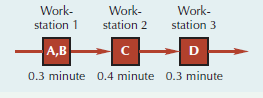 Work- Work- Work-
station 1 station 2 station 3
A,B C D
0.3 minute 0.4 minute 0.3 minute